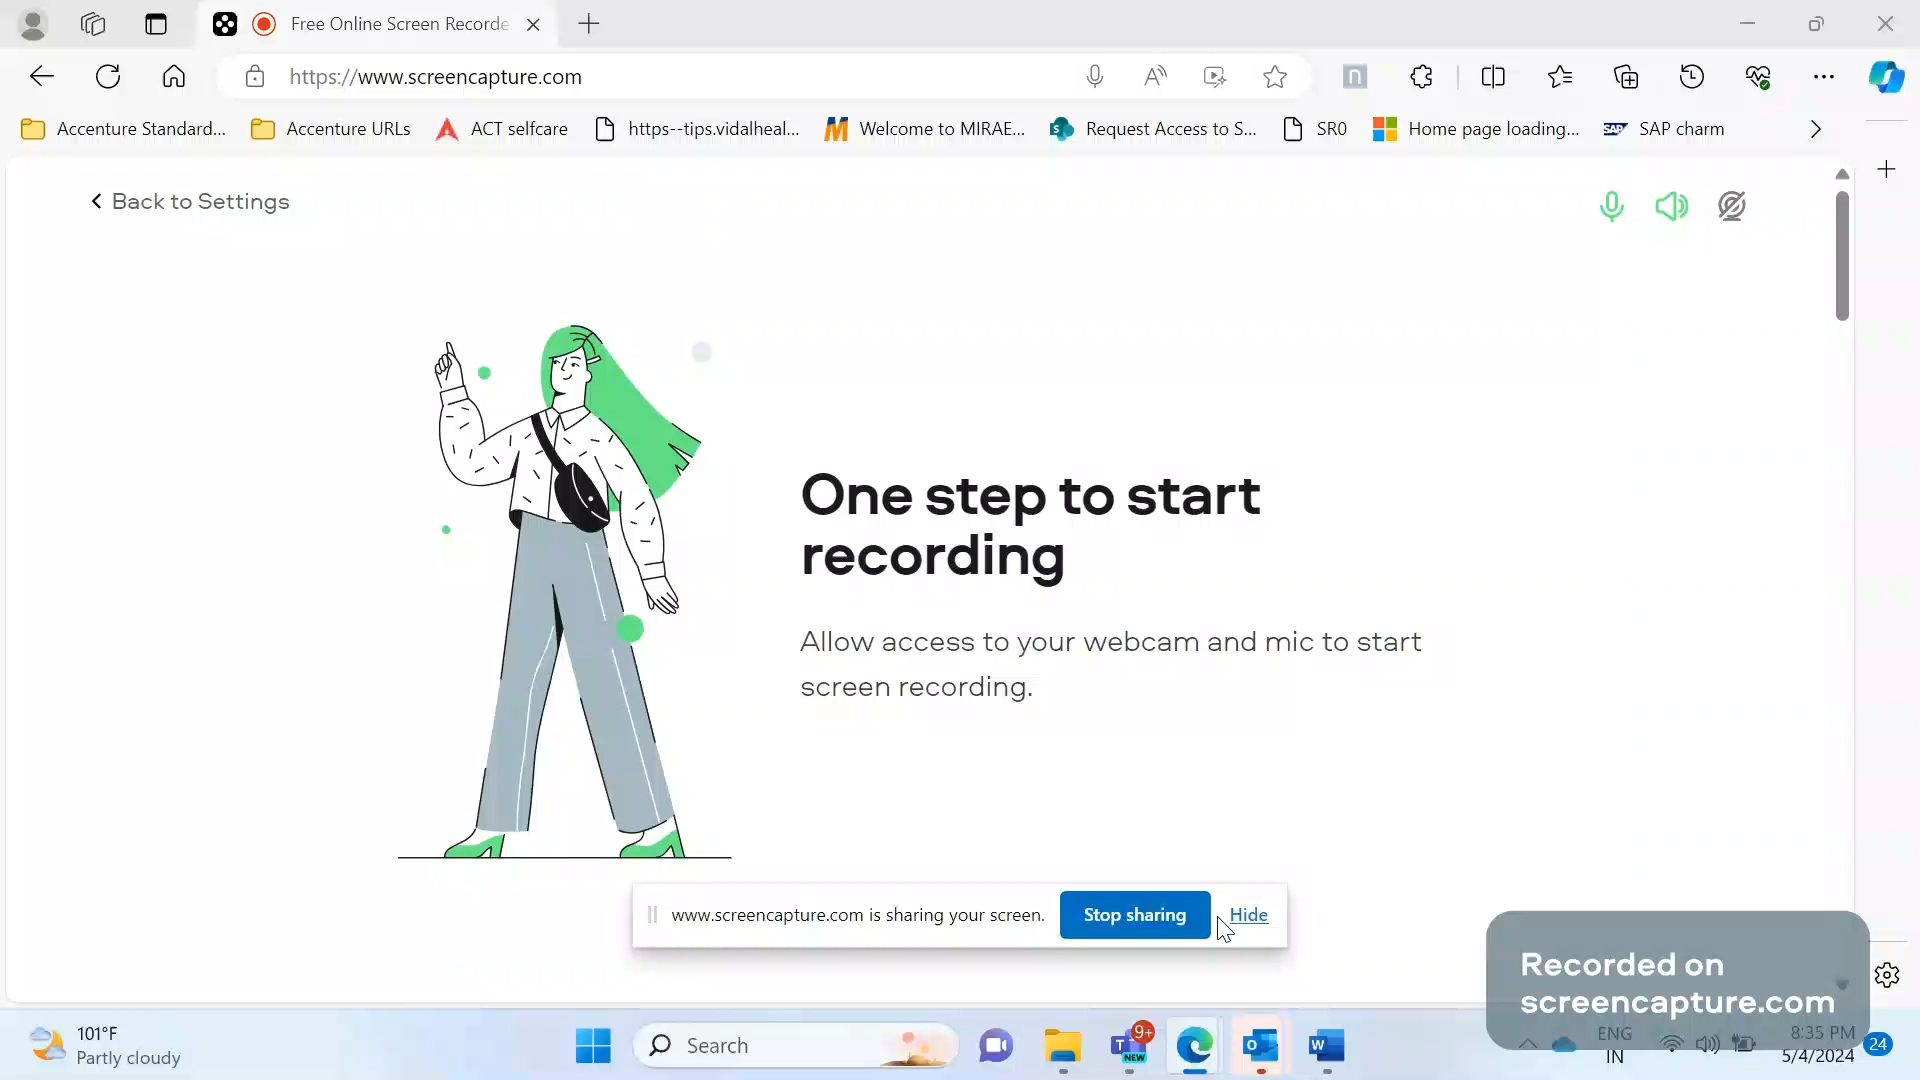 Free Online Screen Recorde
https://www.screencapture.com
Accenture Standard...
Accenture URLs
ACT selfcare
https--tips.vidalheal...
Welcome to MIRAE...
Request Access to S...
SR0
Home page loading...
SAP
SAP charm
Back to Settings
One step to start
recording
Allow access to your webcam and mic to start
screen recording.
www.screencapture.com is sharing your screen.
Stop sharing
Hide
Recorded on
screencapture.com
101°F
Partly cloudy
Search
9+
T
NEW
O
W
ENG
IN
8:35 PM
5/4/2024
24